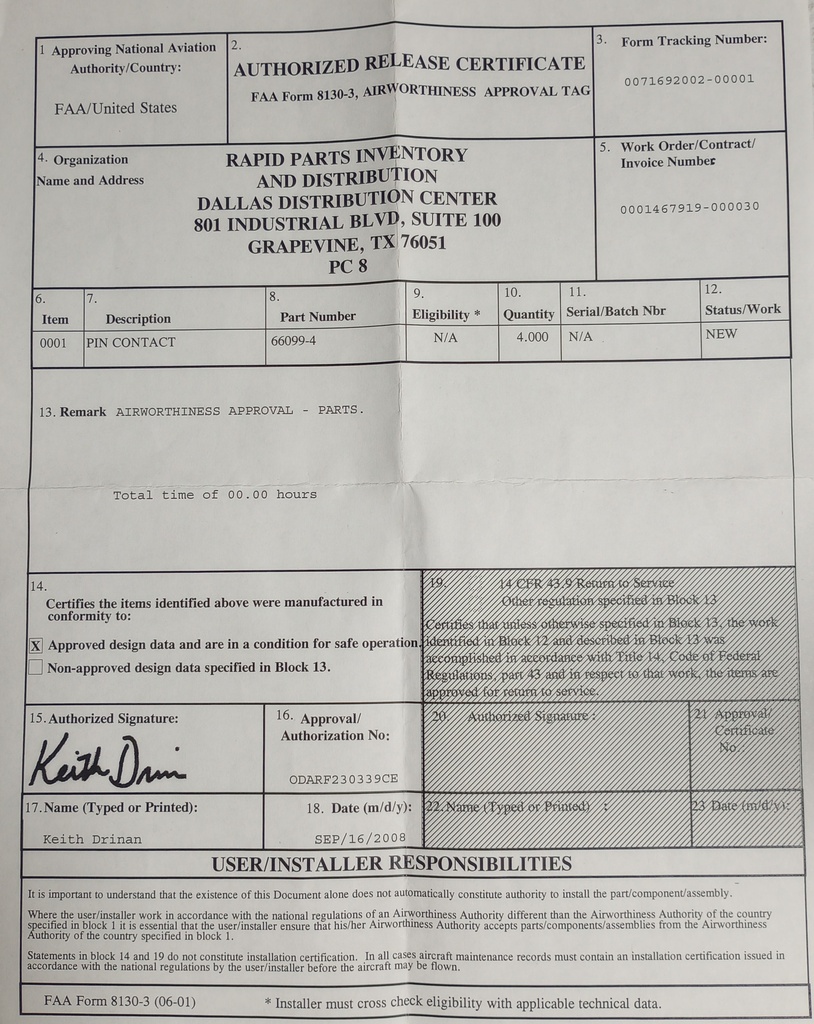 1 Approving National Aviation
Authority/Country:
FAA/United States
2.
AUTHORIZED RELEASE CERTIFICATE
FAA Form 8130-3, AIRWORTHINESS APPROVAL TAG
3. Form Tracking Number:
0071692002-00001
4. Organization
Name and Address
RAPID PARTS INVENTORY
AND DISTRIBUTION
DALLAS DISTRIBUTION CENTER
801 INDUSTRIAL BLVD, SUITE 100
GRAPEVINE, TX 76051
PC 8
5. Work Order/Contract/
Invoice Number
0001467919-000030
6. Item
7. Description
8. Part Number
9. Eligibility *
10. Quantity
11. Serial/Batch Nbr
12. Status/Work
0001 PIN CONTACT 66099-4 N/A 4.000 N/A NEW
13. Remark AIRWORTHINESS APPROVAL - PARTS.
Total time of 00.00 hours
14.
Certifies the items identified above were manufactured in
conformity to:
X Approved design data and are in a condition for safe operation.
Non-approved design data specified in Block 13.
19. 14 CFR 43.9 Return to Service
Other regulation specified in Block 13
Certifies that unless otherwise specified in Block 13, the work
identified in Block 12 and described in Block 13 was
accomplished in accordance with Title 14, Code of Federal
Regulations, part 43 and in respect to that work, the items are
approved for return to service.
15. Authorized Signature:
Keith Drin
16. Approval/
Authorization No:
ODARF230339CE
20. Authorized Signature :
21 Approval/
Certificate
No.:
17. Name (Typed or Printed):
Keith Drinan
18. Date (m/d/y):
SEP/16/2008
22. Name (Typed or Printed) :
23 Date (m/d/y):
USER/INSTALLER RESPONSIBILITIES
It is important to understand that the existence of this Document alone does not automatically constitute authority to install the part/component/assembly.
Where the user/installer work in accordance with the national regulations of an Airworthiness Authority different than the Airworthiness Authority of the country
specified in block 1 it is essential that the user/installer ensure that his/her Airworthiness Authority accepts parts/components/assemblies from the Airworthiness
Authority of the country specified in block 1.
Statements in block 14 and 19 do not constitute installation certification. In all cases aircraft maintenance records must contain an installation certification issued in
accordance with the national regulations by the user/installer before the aircraft may be flown.
FAA Form 8130-3 (06-01)
* Installer must cross check eligibility with applicable technical data.